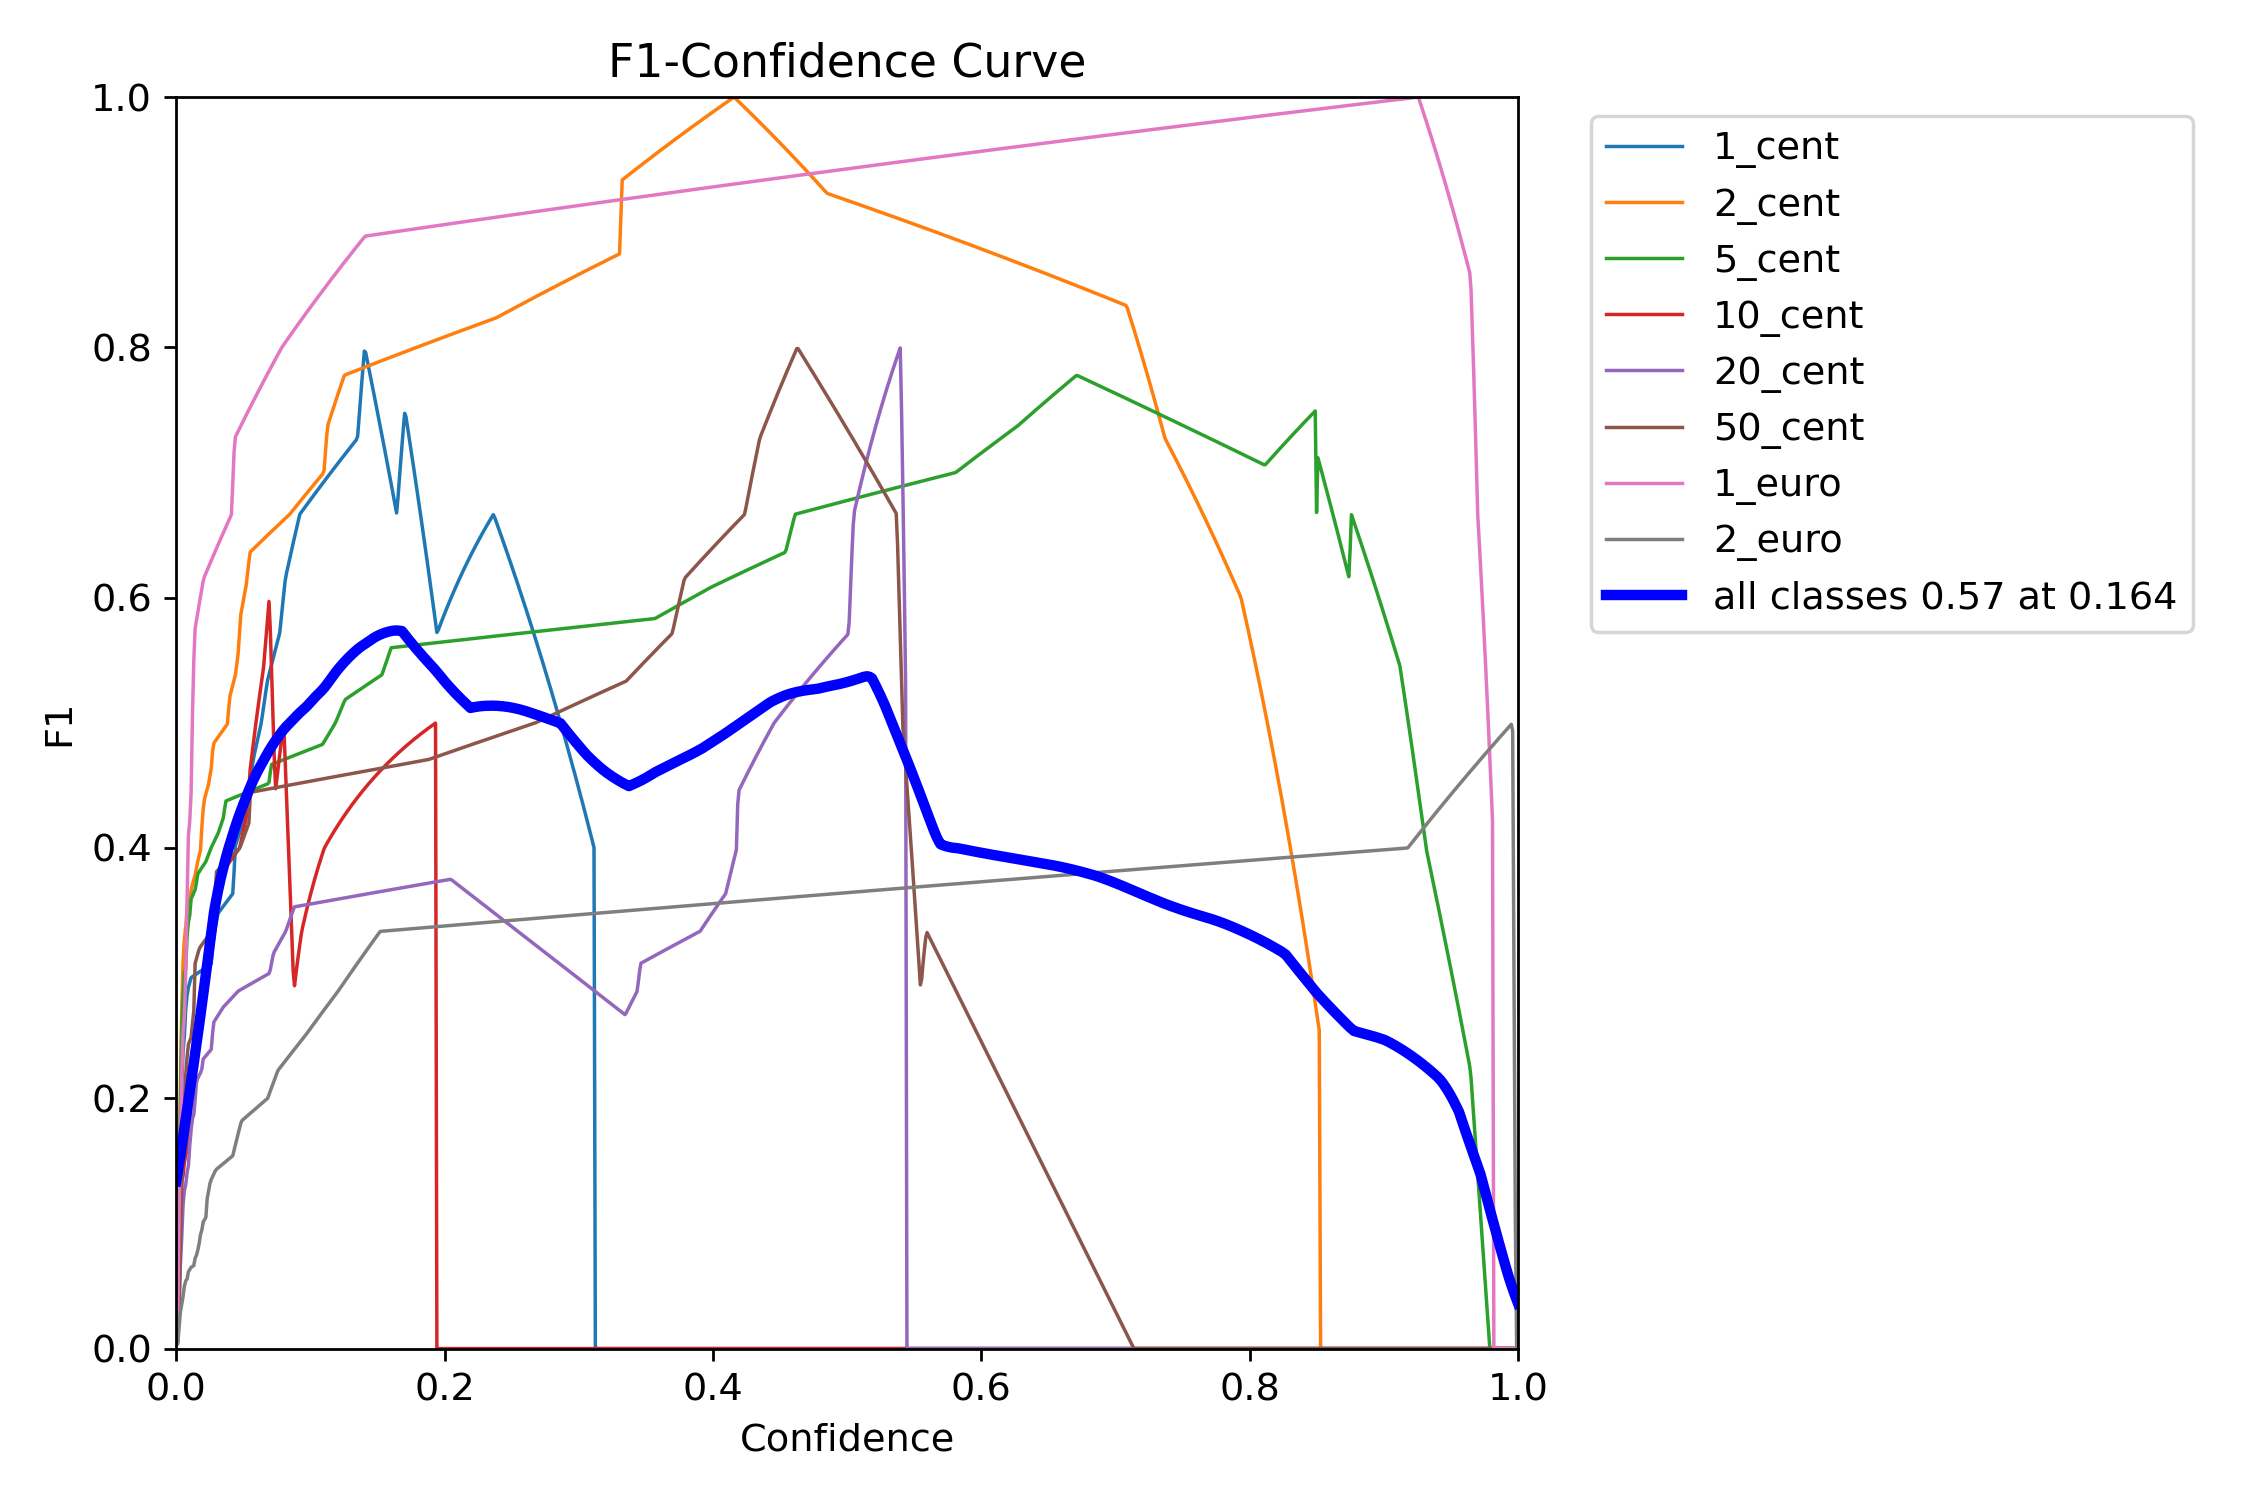 F1-Confidence Curve
1.0
0.8
0.6
0.4
0.2
0.0
F1
0.0 0.2 0.4 0.6 0.8 1.0
Confidence
1_cent
2_cent
5_cent
10_cent
20_cent
50_cent
1_euro
2_euro
all classes 0.57 at 0.164